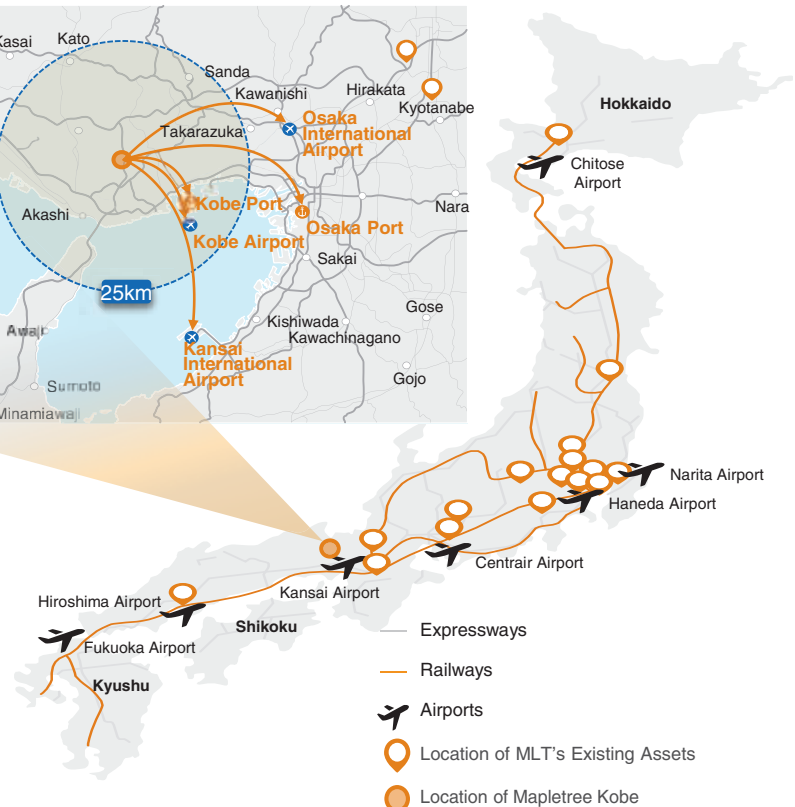 Kasai
Kato
Sanda
Kawanishi
Hirakata
Kyotanabe
Takarazuka
Osaka
International
Airport
Kobe Port
Akashi
Kobe Airport
Osaka Port
Nara
Sakai
25km
Awaji
Kishiwada
Kawachinagano
Gose
Kansai
International
Airport
Sumoto
Gojo
Minamiawaji
Hokkaido
Chitose
Airport
Narita Airport
Haneda Airport
Centrair Airport
Kansai Airport
Hiroshima Airport
Shikoku
Fukuoka Airport
Kyushu
Expressways
Railways
Airports
Location of MLT's Existing Assets
Location of Mapletree Kobe